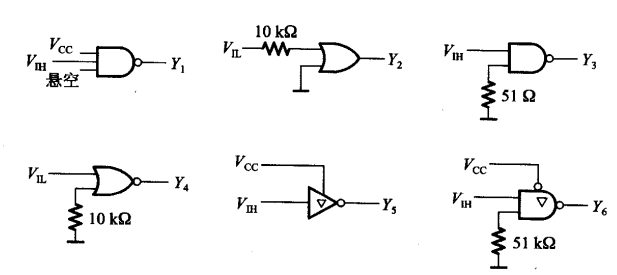 V_CC
V_IH
悬空
Y_1
10 kΩ
V_IL
Y_2
V_IH
51 Ω
Y_3
V_IL
10 kΩ
Y_4
V_CC
V_IH
Y_5
V_CC
V_IH
51 kΩ
Y_6